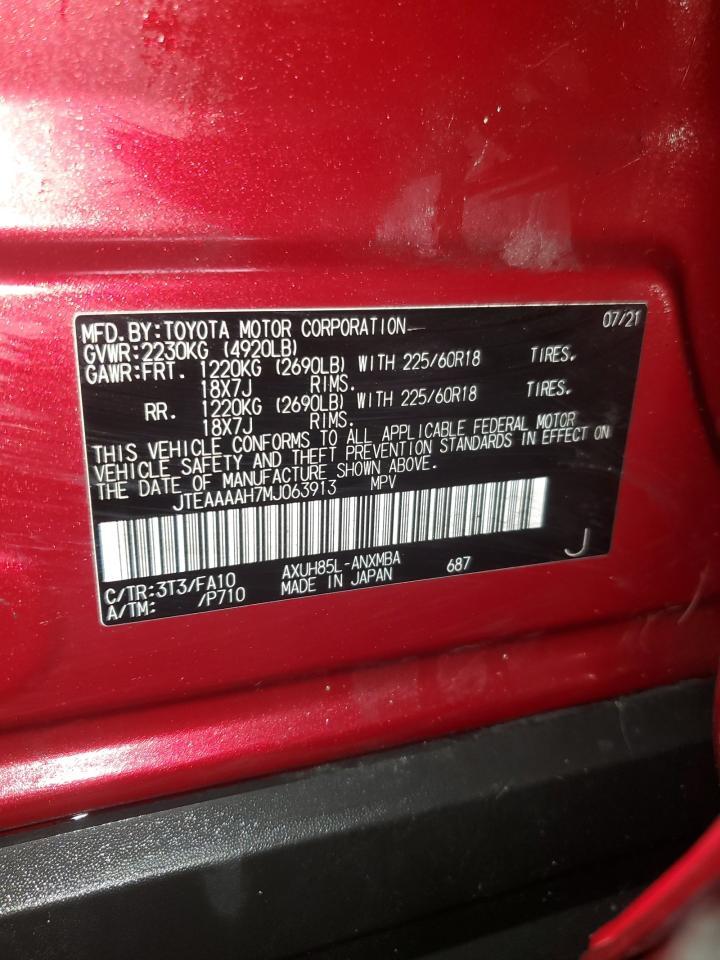 MFD.BY:TOYOTA MOTOR CORPORATION 07/21
GVWR:2230KG (4920LB)
GAWR:FRT. 1220KG (2690LB) WITH 225/60R18 TIRES.
18X7J RIMS.
RR. 1220KG (2690LB) WITH 225/60R18 TIRES.
18X7J RIMS.
THIS VEHICLE CONFORMS TO ALL APPLICABLE FEDERAL MOTOR
VEHICLE SAFETY AND THEFT PREVENTION STANDARDS IN EFFECT ON
THE DATE OF MANUFACTURE SHOWN ABOVE.
JTEAAAAH7MJ063913 MPV
C/TR:3T3/FA10 AXUH85L-ANXMBA 687 J
A/TM: /P710 MADE IN JAPAN